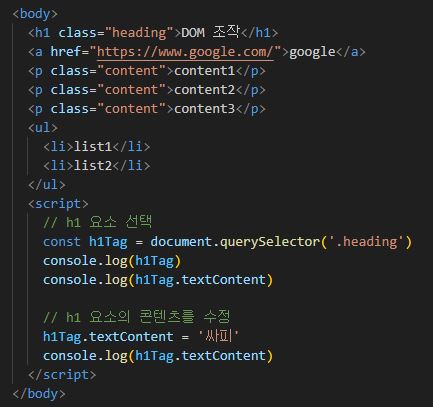 <body>
<h1 class="heading">DOM 조작</h1>
<a href="https://www.google.com/">google</a>
<p class="content">content1</p>
<p class="content">content2</p>
<p class="content">content3</p>
<ul>
<li>list1</li>
<li>list2</li>
</ul>
<script>
// h1 요소 선택
const h1Tag = document.querySelector('.heading')
console.log(h1Tag)
console.log(h1Tag.textContent)
// h1 요소의 콘텐츠를 수정
h1Tag.textContent = '싸피'
console.log(h1Tag.textContent)
</script>
</body>